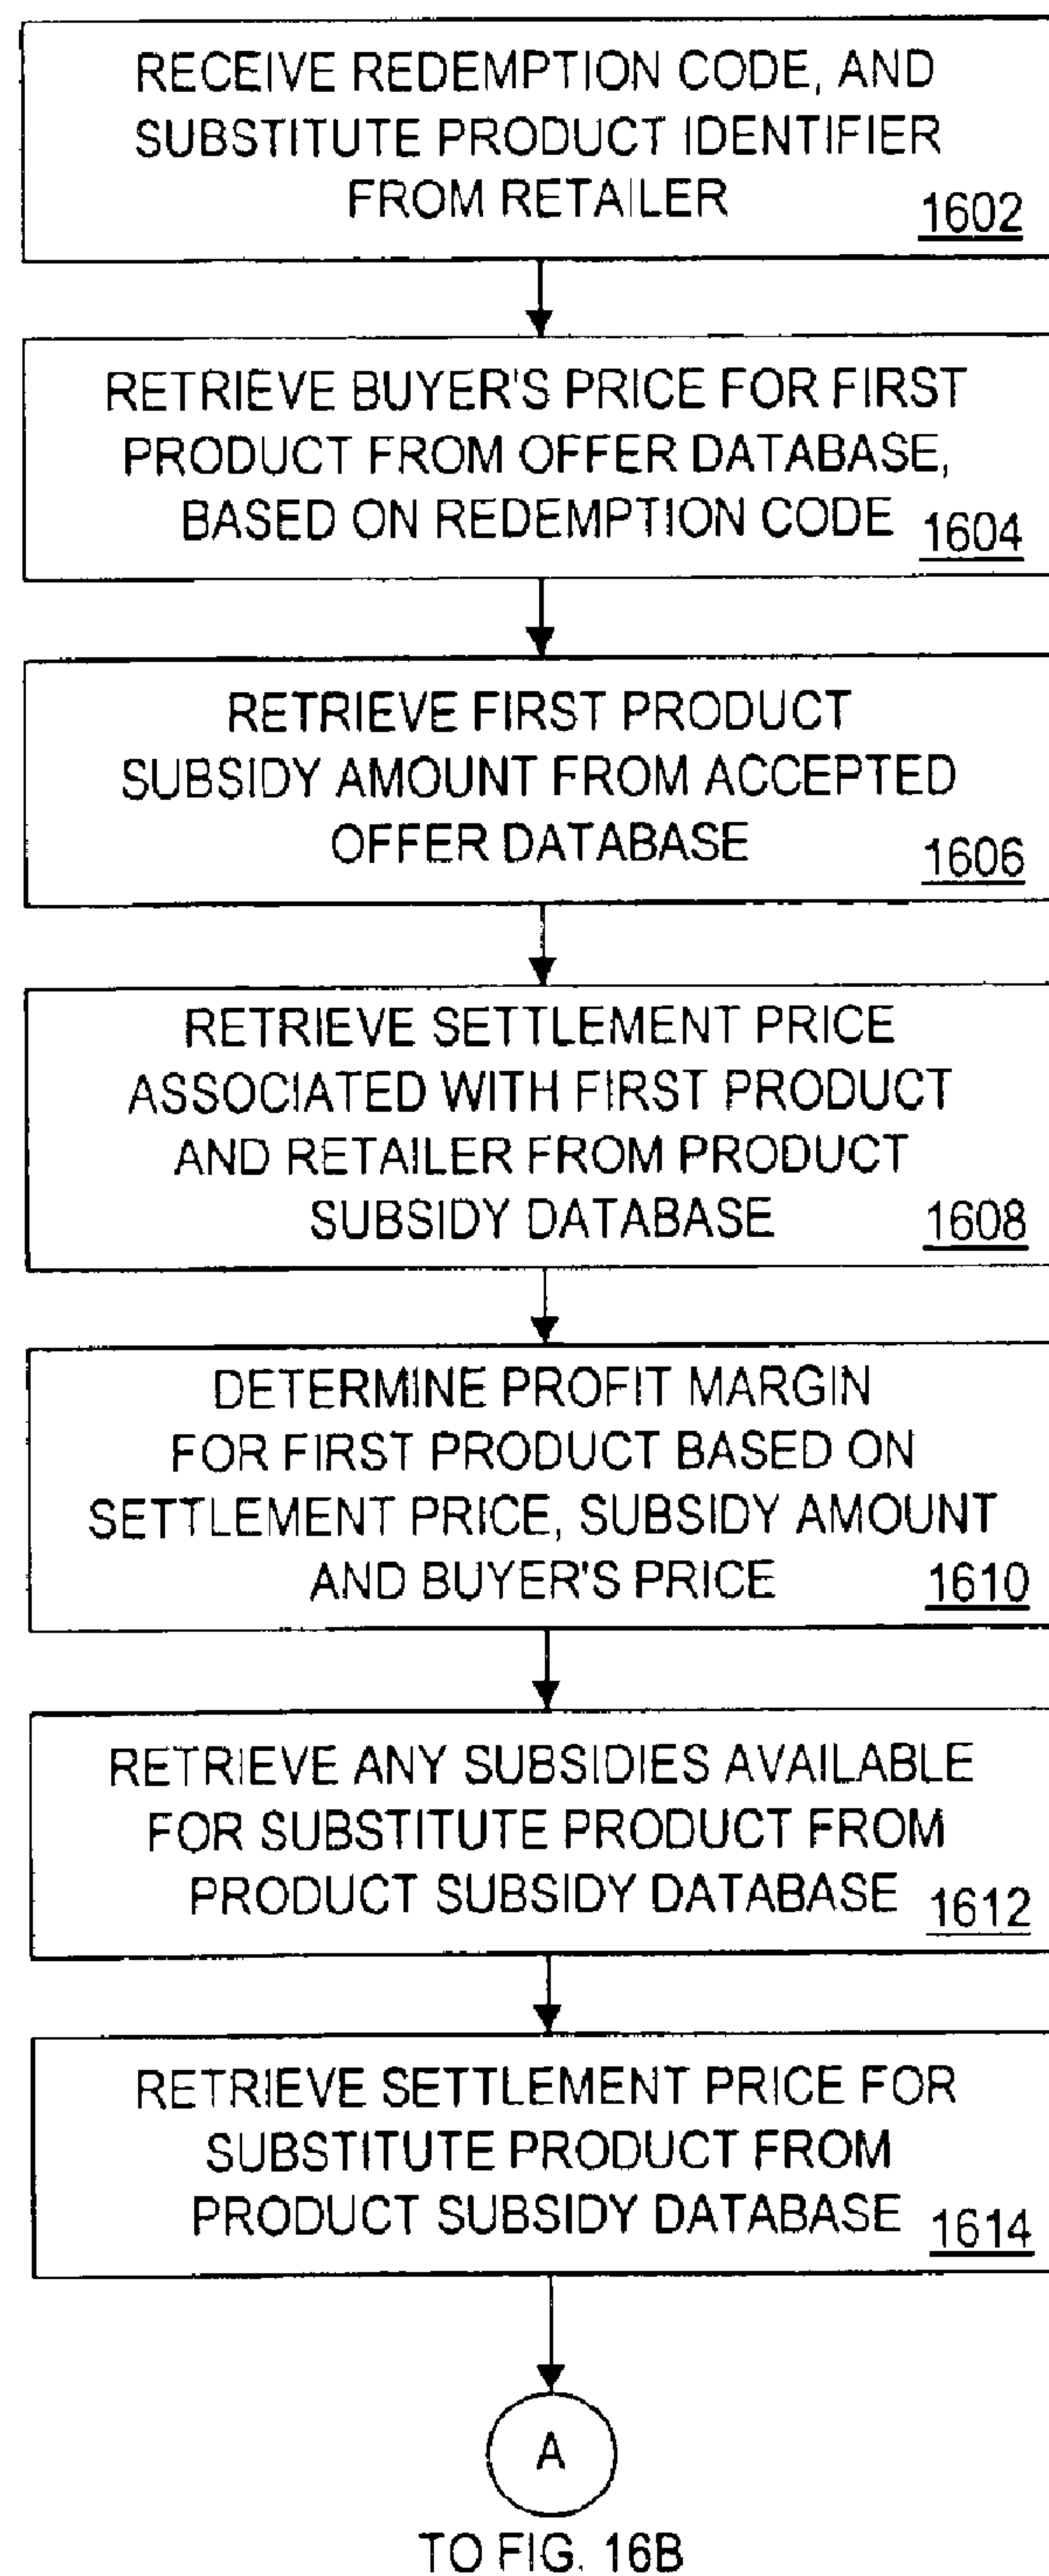 RECEIVE REDEMPTION CODE, AND
SUBSTITUTE PRODUCT IDENTIFIER
FROM RETAILER 1602
RETRIEVE BUYER'S PRICE FOR FIRST
PRODUCT FROM OFFER DATABASE,
BASED ON REDEMPTION CODE 1604
RETRIEVE FIRST PRODUCT
SUBSIDY AMOUNT FROM ACCEPTED
OFFER DATABASE 1606
RETRIEVE SETTLEMENT PRICE
ASSOCIATED WITH FIRST PRODUCT
AND RETAILER FROM PRODUCT
SUBSIDY DATABASE 1608
DETERMINE PROFIT MARGIN
FOR FIRST PRODUCT BASED ON
SETTLEMENT PRICE, SUBSIDY AMOUNT
AND BUYER'S PRICE 1610
RETRIEVE ANY SUBSIDIES AVAILABLE
FOR SUBSTITUTE PRODUCT FROM
PRODUCT SUBSIDY DATABASE 1612
RETRIEVE SETTLEMENT PRICE FOR
SUBSTITUTE PRODUCT FROM
PRODUCT SUBSIDY DATABASE 1614
A
TO FIG. 16B